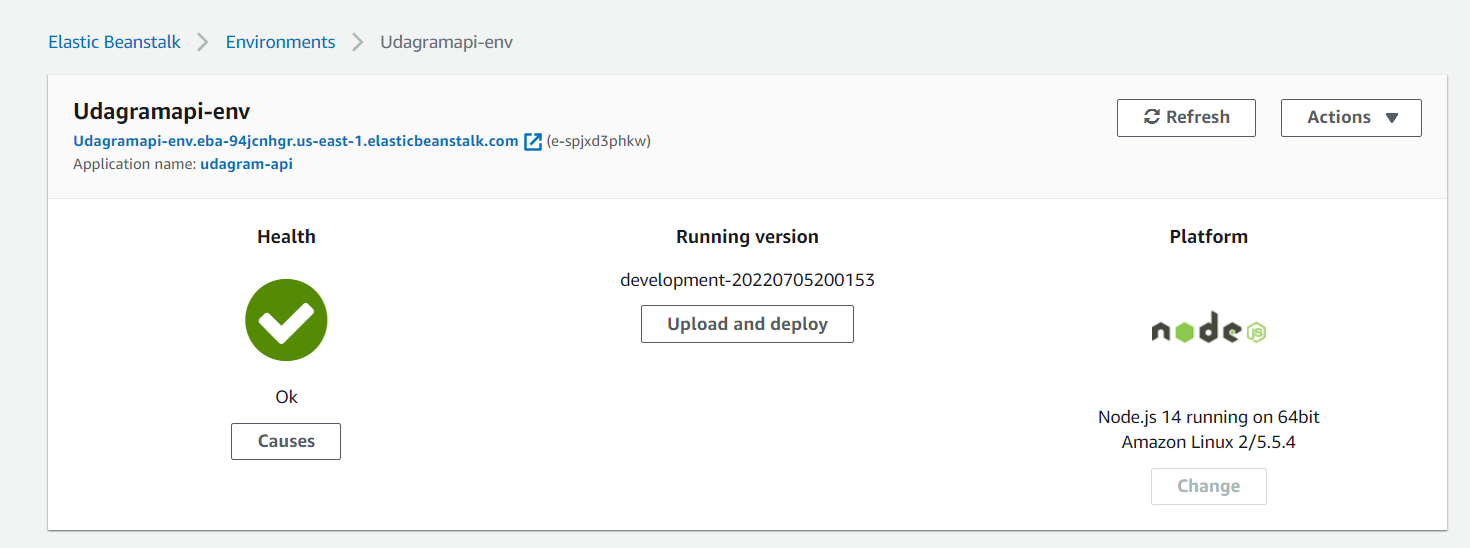 Elastic Beanstalk > Environments > Udagramapi-env
Udagramapi-env
Refresh
Actions
Udagramapi-env.eba-94jcnhgr.us-east-1.elasticbeanstalk.com (e-spjxd3phkw)
Application name: udagram-api
Health
Running version
Platform
development-20220705200153
Upload and deploy
node JS
Ok
Causes
Node.js 14 running on 64bit
Amazon Linux 2/5.5.4
Change